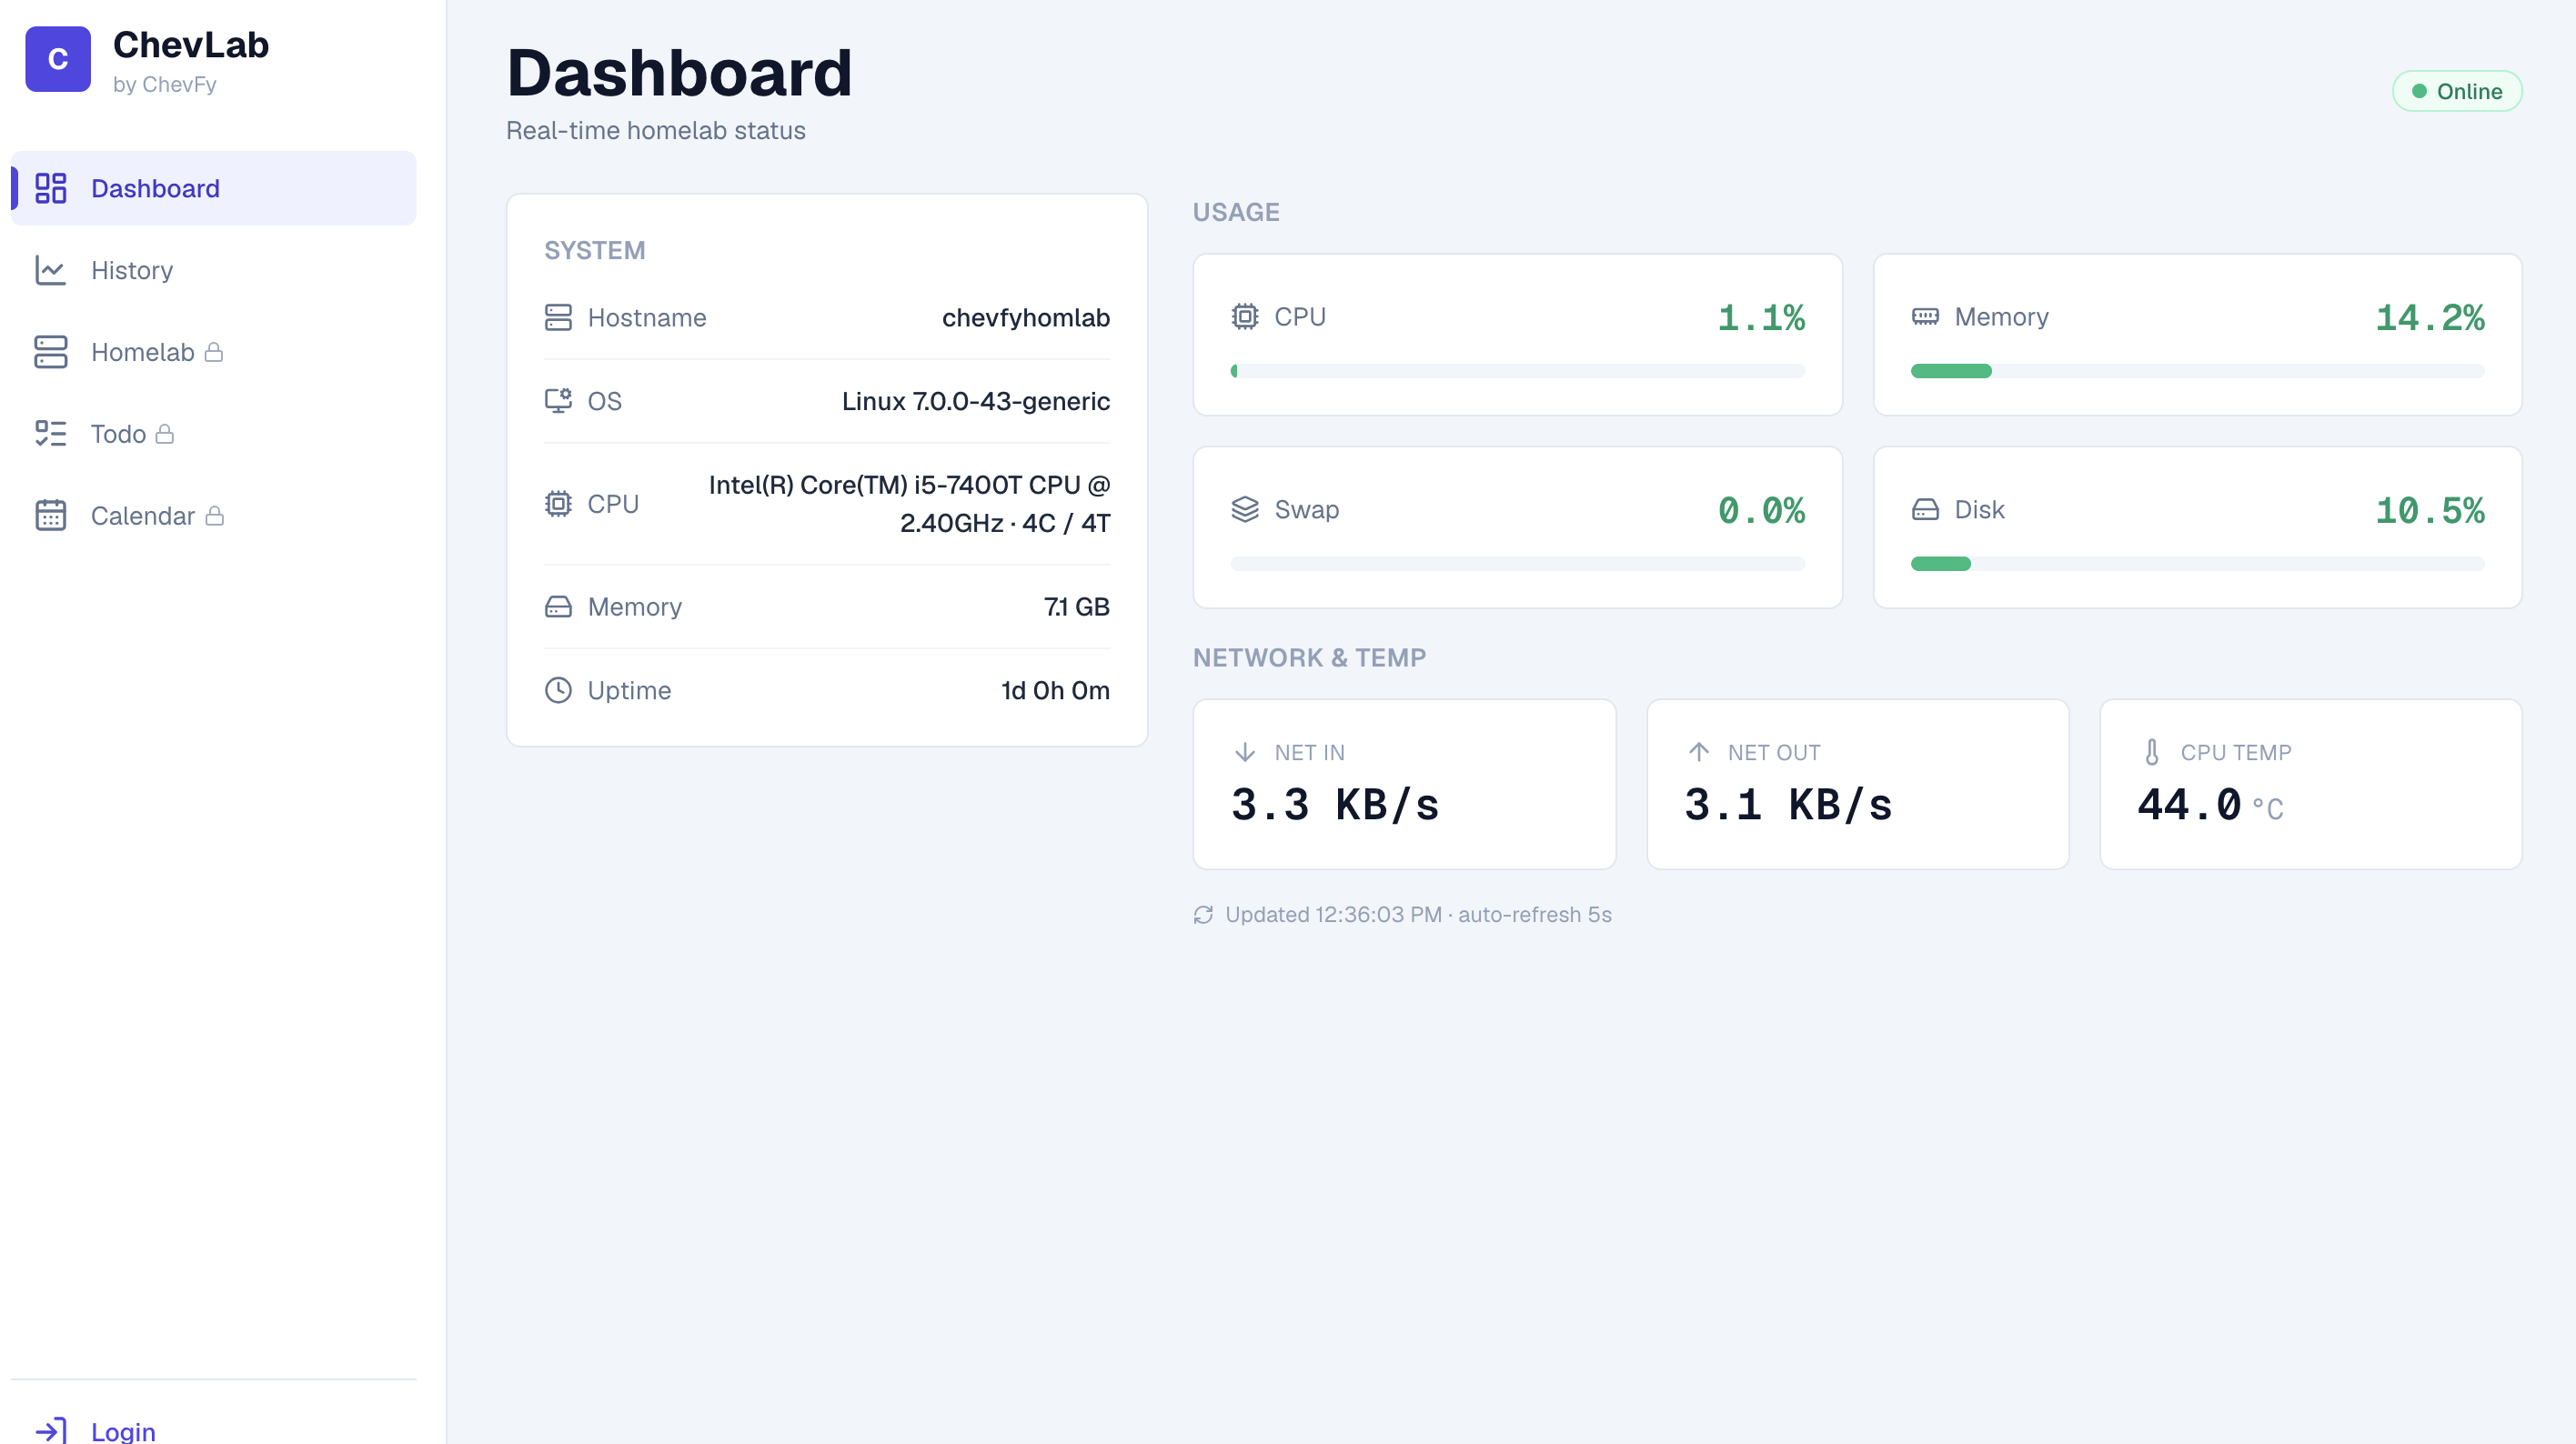 C
ChevLab
by ChevFy
Dashboard
History
Homelab
Todo
Calendar
Login
Dashboard
Real-time homelab status
Online
SYSTEM
Hostname chevfyhomlab
OS Linux 7.0.0-43-generic
CPU Intel(R) Core(TM) i5-7400T CPU @
2.40GHz · 4C / 4T
Memory 7.1 GB
Uptime 1d 0h 0m
USAGE
CPU 1.1%
Memory 14.2%
Swap 0.0%
Disk 10.5%
NETWORK & TEMP
NET IN
3.3 KB/s
NET OUT
3.1 KB/s
CPU TEMP
44.0 °C
Updated 12:36:03 PM · auto-refresh 5s